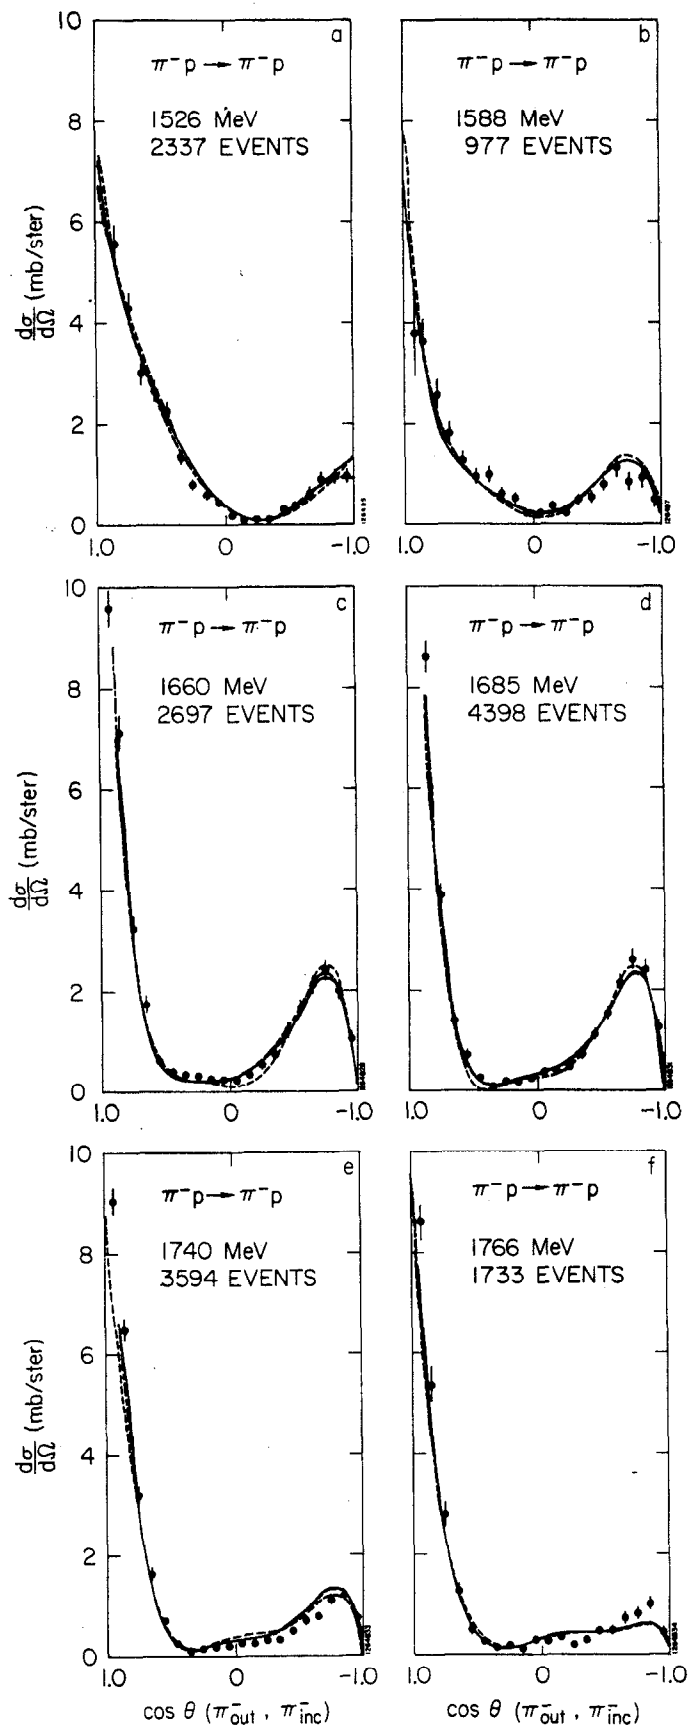 10 a b
π⁻p → π⁻p π⁻p → π⁻p
1526 MeV 1588 MeV
2337 EVENTS 977 EVENTS
8
6
dσ/dΩ (mb/ster)
4
2
0
1.0 0 -1.0 1.0 0 -1.0
10 c d
π⁻p → π⁻p π⁻p → π⁻p
1660 MeV 1685 MeV
2697 EVENTS 4398 EVENTS
8
6
dσ/dΩ (mb/ster)
4
2
0
1.0 0 -1.0 1.0 0 -1.0
10 e f
π⁻p → π⁻p π⁻p → π⁻p
1740 MeV 1766 MeV
3594 EVENTS 1733 EVENTS
8
6
dσ/dΩ (mb/ster)
4
2
0
1.0 0 -1.0 1.0 0 -1.0
cos θ (π⁻out , π⁻inc) cos θ (π⁻out , π⁻inc)